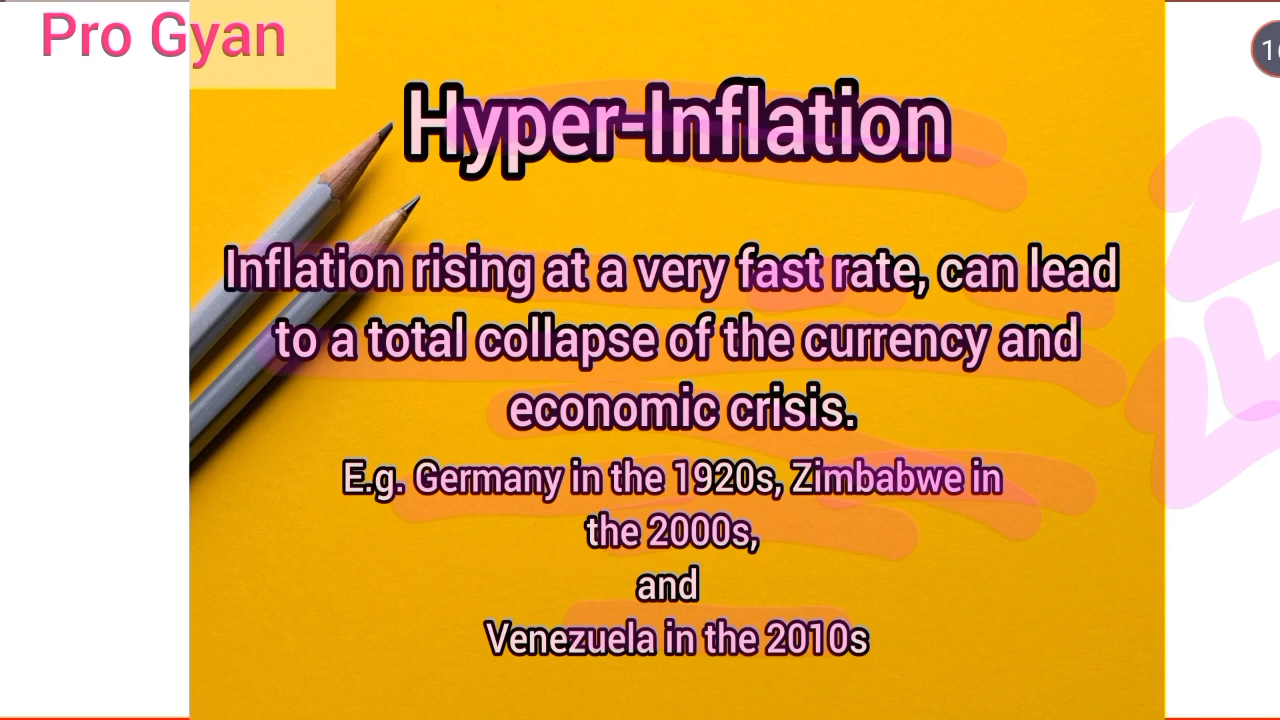 Pro Gyan
Hyper-Inflation
Inflation rising at a very fast rate, can lead
to a total collapse of the currency and
economic crisis.
E.g. Germany in the 1920s, Zimbabwe in
the 2000s,
and
Venezuela in the 2010s